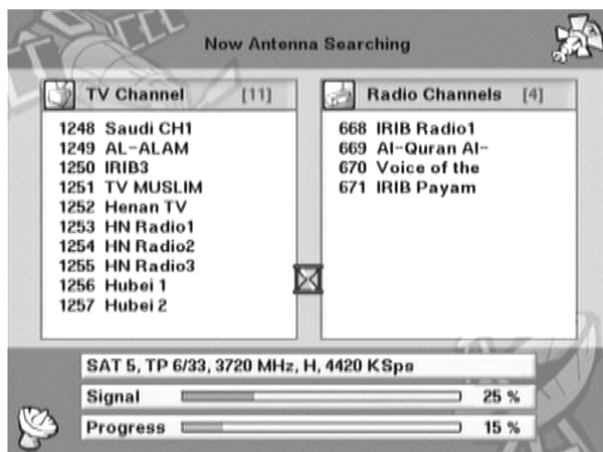 Now Antenna Searching
TV Channel [11]
1248 Saudi CH1
1249 AL-ALAM
1250 IRIB3
1251 TV MUSLIM
1252 Henan TV
1253 HN Radio1
1254 HN Radio2
1255 HN Radio3
1256 Hubei 1
1257 Hubei 2
Radio Channels [4]
668 IRIB Radio1
669 Al-Quran Al-
670 Voice of the
671 IRIB Payam
SAT 5, TP 6/33, 3720 MHz, H, 4420 KSps
Signal 25 %
Progress 15 %